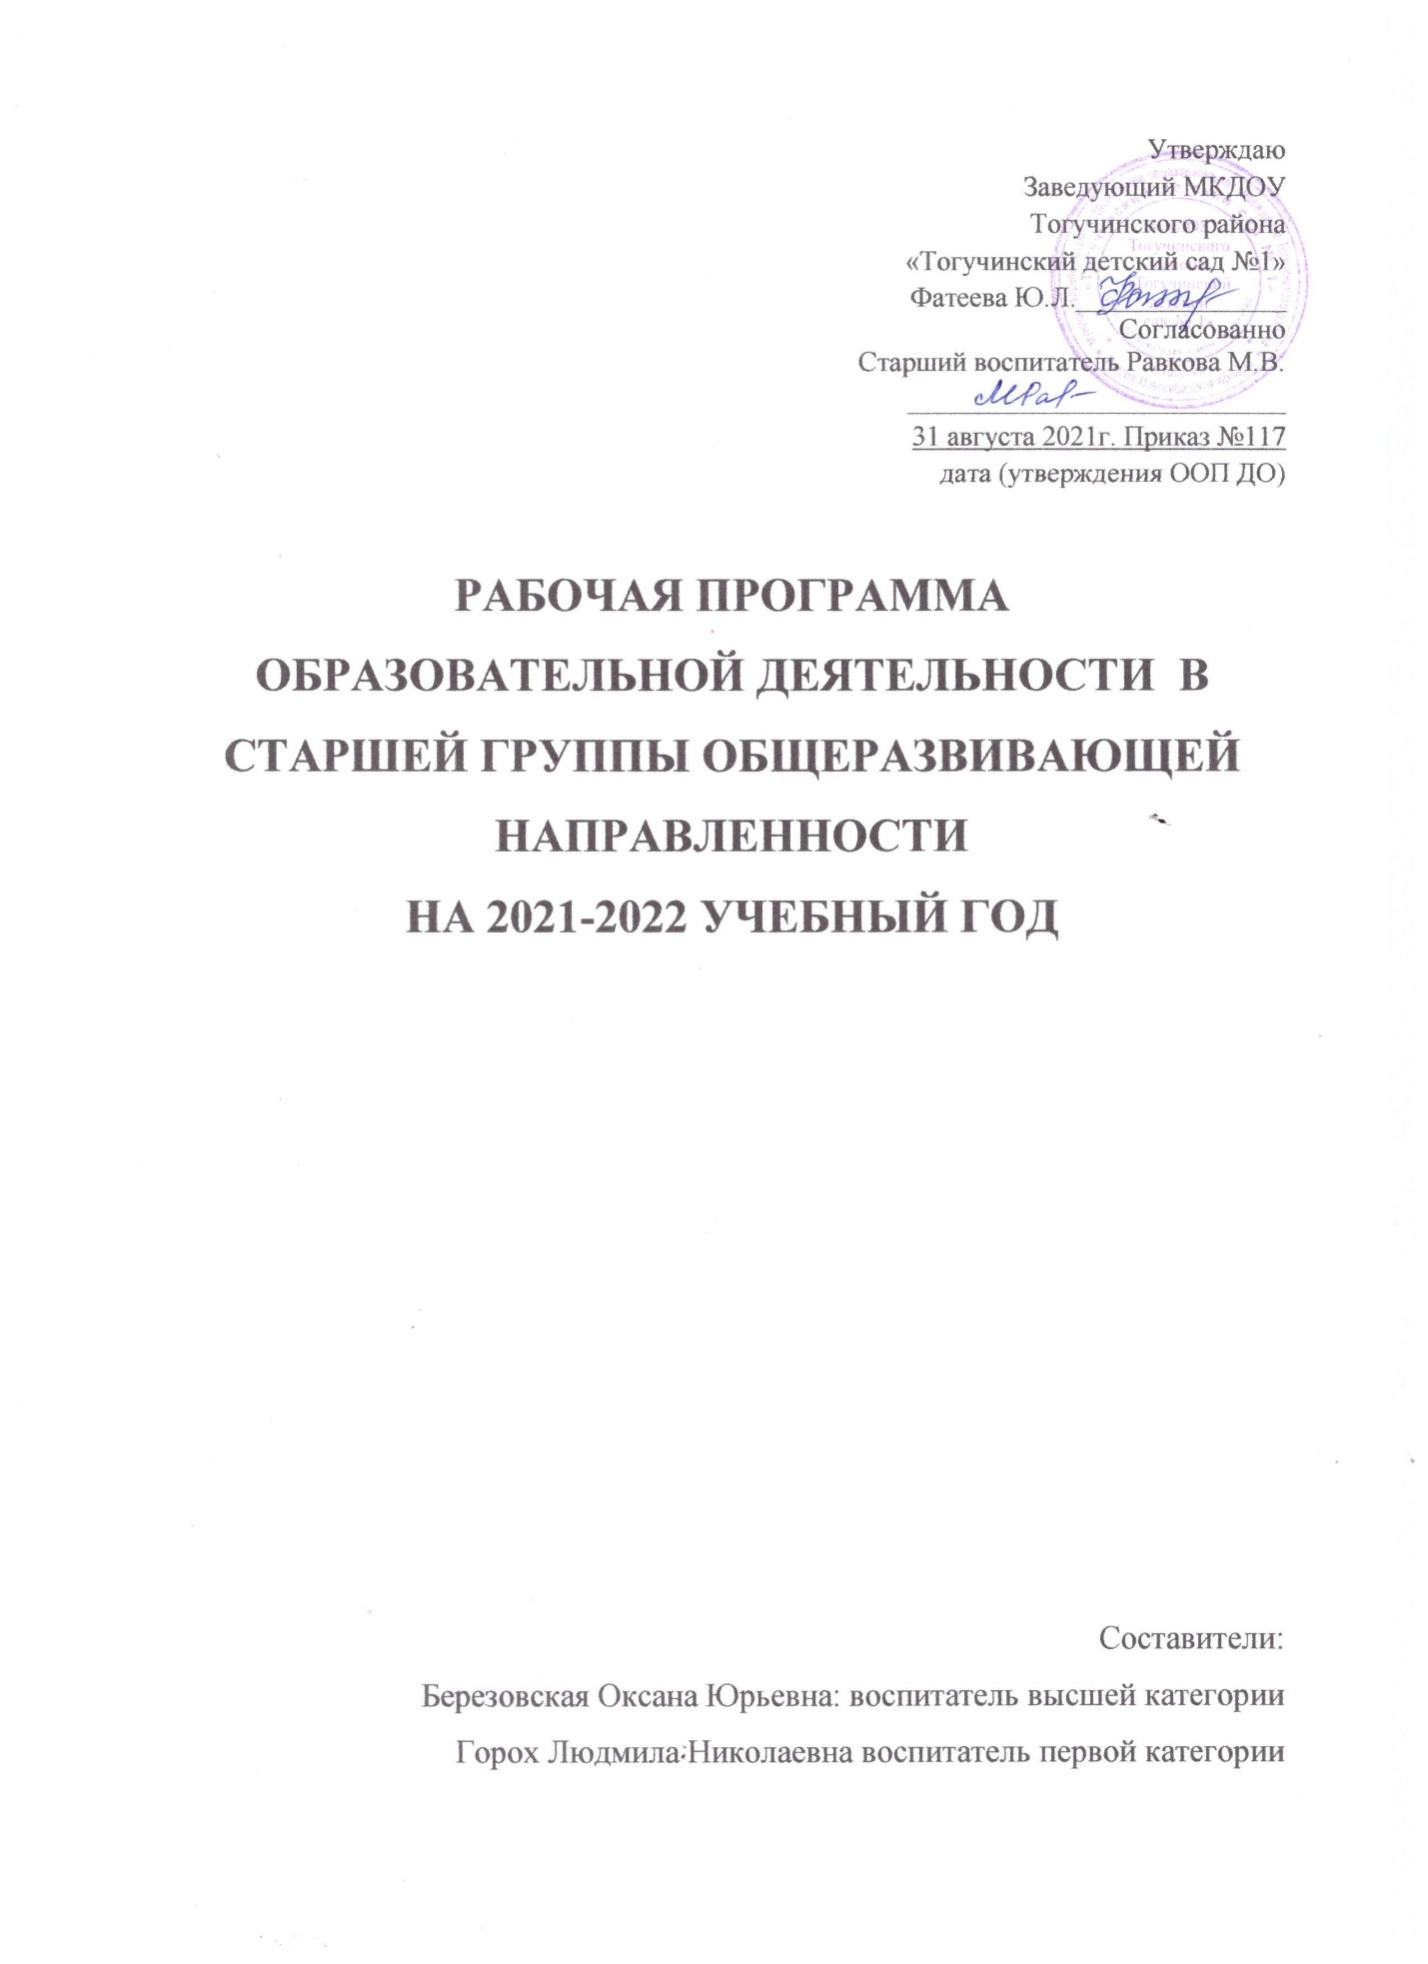 Утверждаю
Заведующий МКДОУ
Тогучинского района
«Тогучинский детский сад №1»
Фатеева Ю.Л.
Согласованно
Старший воспитатель Равкова М.В.
31 августа 2021г. Приказ №117
дата (утверждения ООП ДО)
РАБОЧАЯ ПРОГРАММА
ОБРАЗОВАТЕЛЬНОЙ ДЕЯТЕЛЬНОСТИ В
СТАРШЕЙ ГРУППЫ ОБЩЕРАЗВИВАЮЩЕЙ
НАПРАВЛЕННОСТИ
НА 2021-2022 УЧЕБНЫЙ ГОД
Составители:
Березовская Оксана Юрьевна: воспитатель высшей категории
Горох Людмила Николаевна воспитатель первой категории